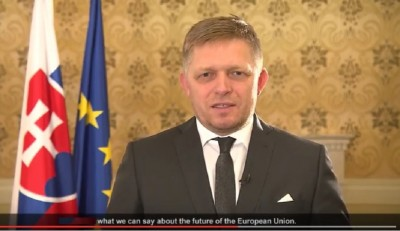 what we can say about the future of the European Union.